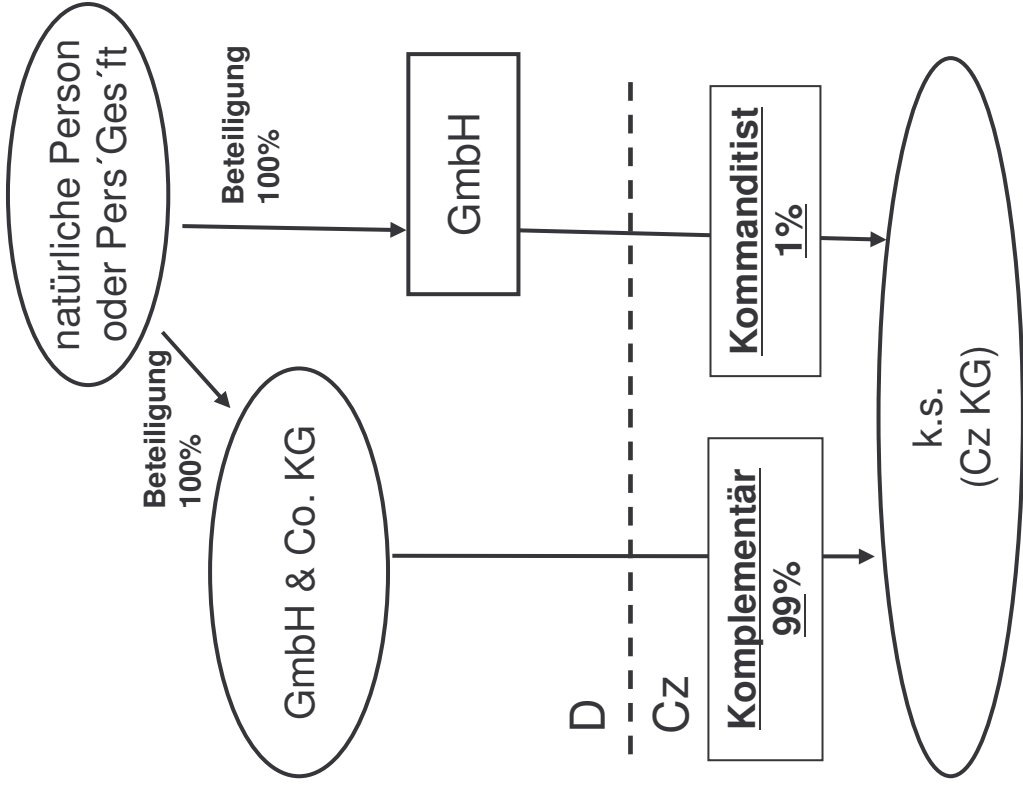 natürliche Person
oder Pers´Ges´ft
Beteiligung
100%
Beteiligung
100%
GmbH & Co. KG
GmbH
D
Cz
Komplementär
99%
Kommanditist
1%
k.s.
(Cz KG)